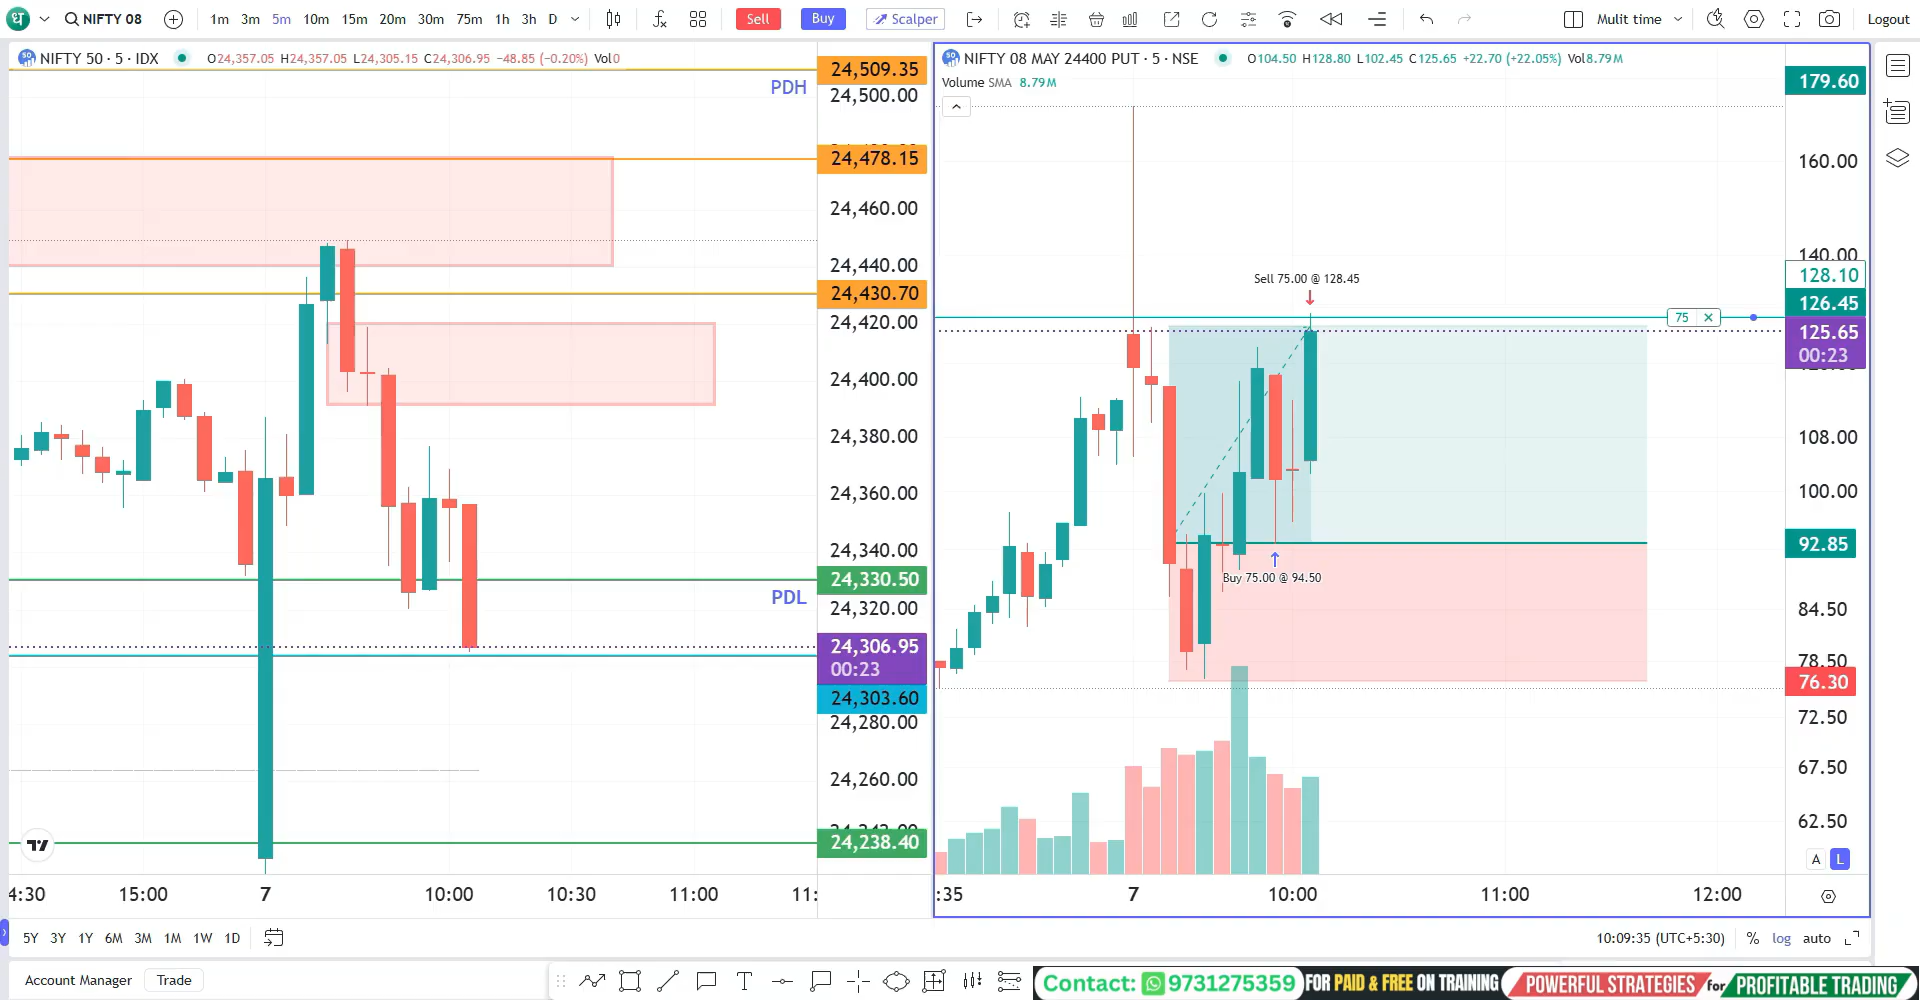 NIFTY 08
1m 3m 5m 10m 15m 20m 30m 75m 1h 3h D
Sell
Buy
Scalper
Mulit time
Logout
NIFTY 50 · 5 · IDX O24,357.05 H24,357.05 L24,305.15 C24,306.95 −48.85 (−0.20%) Vol0
PDH
24,509.35
24,500.00
24,478.15
24,460.00
24,440.00
24,430.70
24,420.00
24,400.00
24,380.00
24,360.00
24,340.00
24,330.50
PDL
24,320.00
24,306.95
00:23
24,303.60
24,280.00
24,260.00
24,238.40
4:30 15:00 7 10:00 10:30 11:00 11:
NIFTY 08 MAY 24400 PUT · 5 · NSE O104.50 H128.80 L102.45 C125.65 +22.70 (+22.05%) Vol8.79M
Volume SMA 8.79M
179.60
160.00
140.00
128.10
126.45
125.65
00:23
108.00
100.00
92.85
84.50
78.50
76.30
72.50
67.50
62.50
Sell 75.00 @ 128.45
75
Buy 75.00 @ 94.50
A L
:35 7 10:00 11:00 12:00
5Y 3Y 1Y 6M 3M 1M 1W 1D
10:09:35 (UTC+5:30) % log auto
Account Manager Trade
Contact: 9731275359 FOR PAID & FREE ON TRAINING POWERFUL STRATEGIES for PROFITABLE TRADING